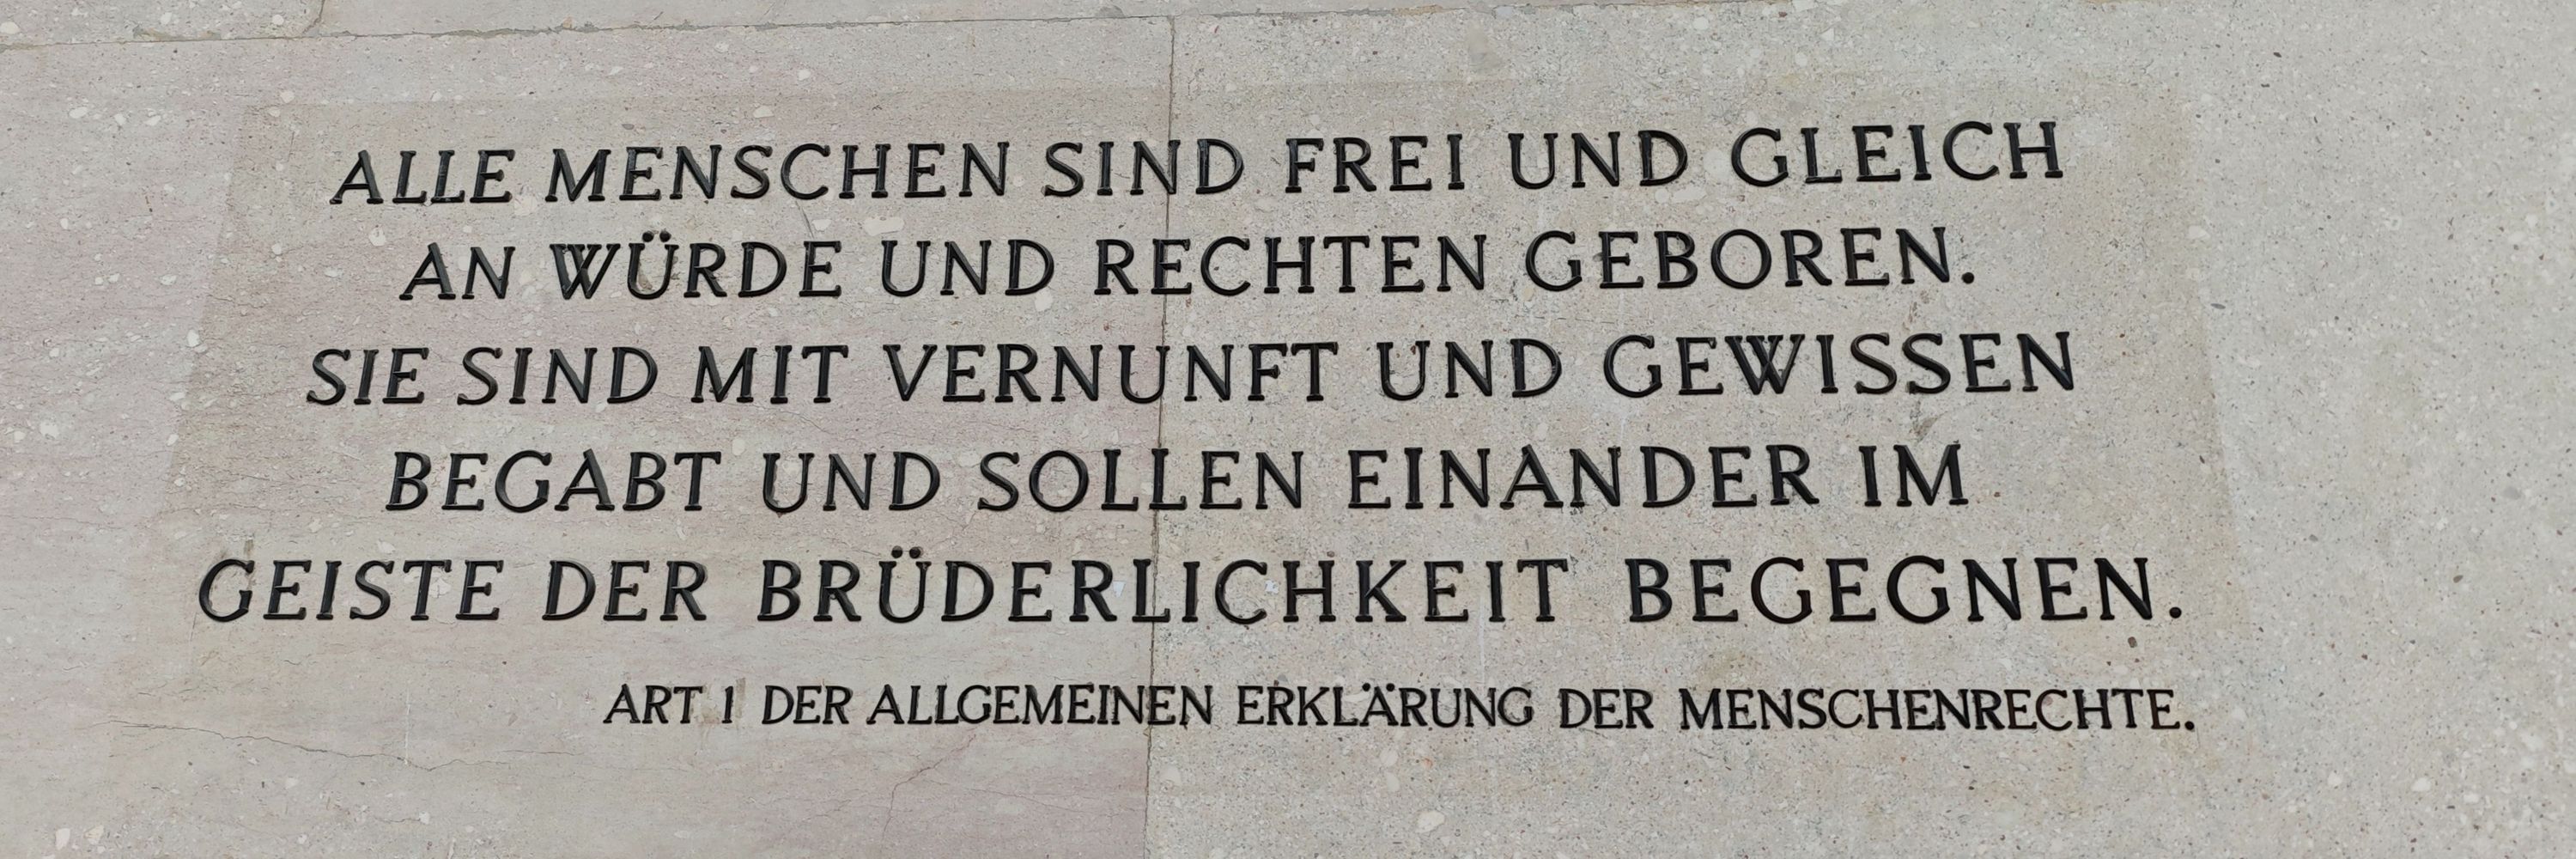 ALLE MENSCHEN SIND FREI UND GLEICH
AN WÜRDE UND RECHTEN GEBOREN.
SIE SIND MIT VERNUNFT UND GEWISSEN
BEGABT UND SOLLEN EINANDER IM
GEISTE DER BRÜDERLICHKEIT BEGEGNEN.
ART 1 DER ALLGEMEINEN ERKLÄRUNG DER MENSCHENRECHTE.